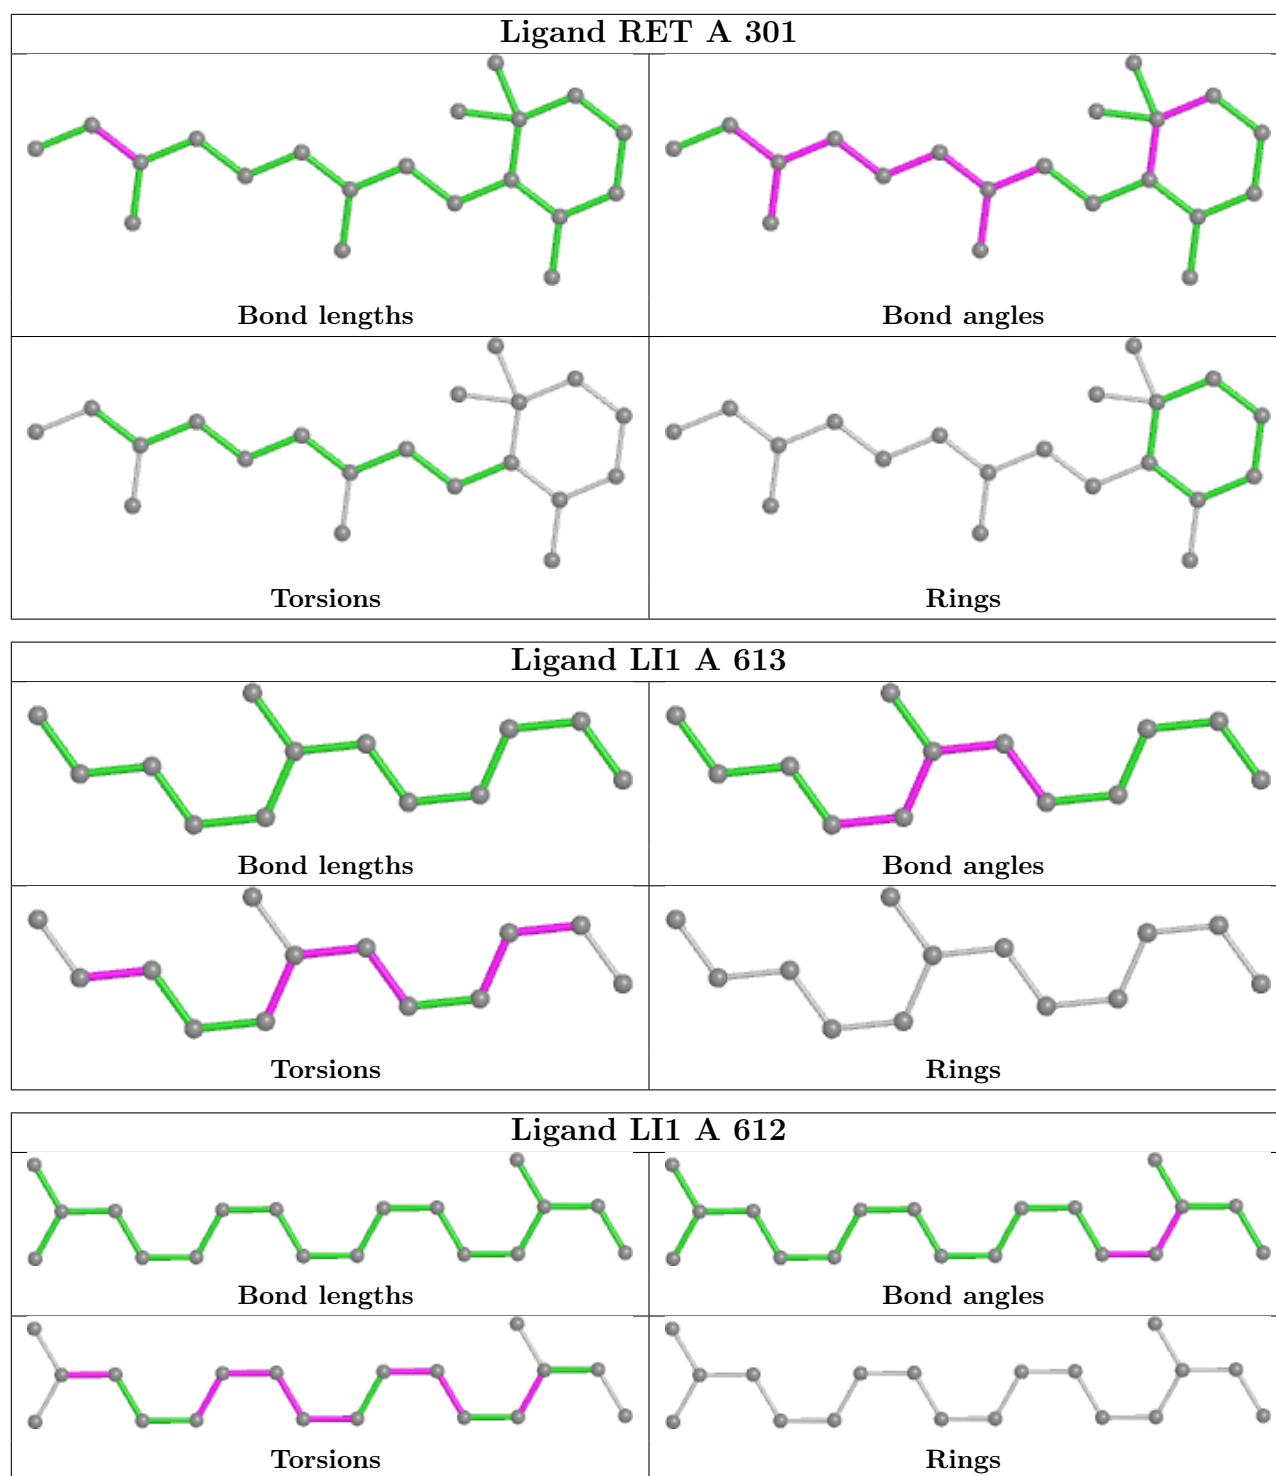 Ligand RET A 301
Bond lengths
Bond angles
Torsions
Rings
Ligand LI1 A 613
Bond lengths
Bond angles
Torsions
Rings
Ligand LI1 A 612
Bond lengths
Bond angles
Torsions
Rings